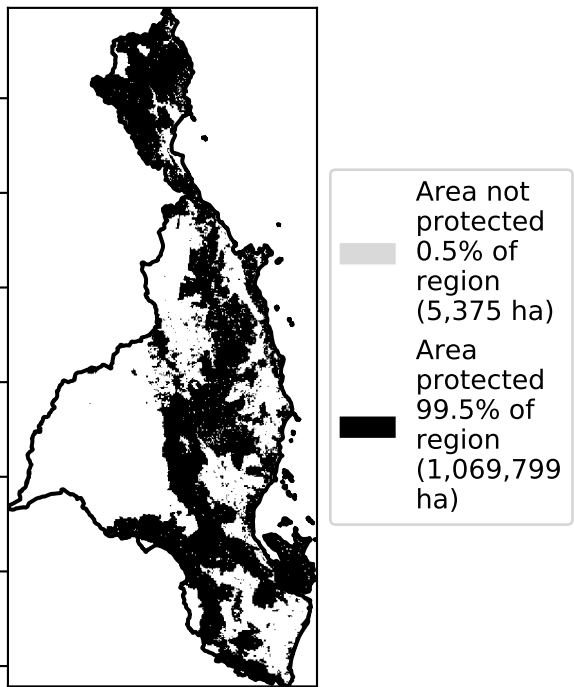 Area not
protected
0.5% of
region
(5,375 ha)
Area
protected
99.5% of
region
(1,069,799
ha)